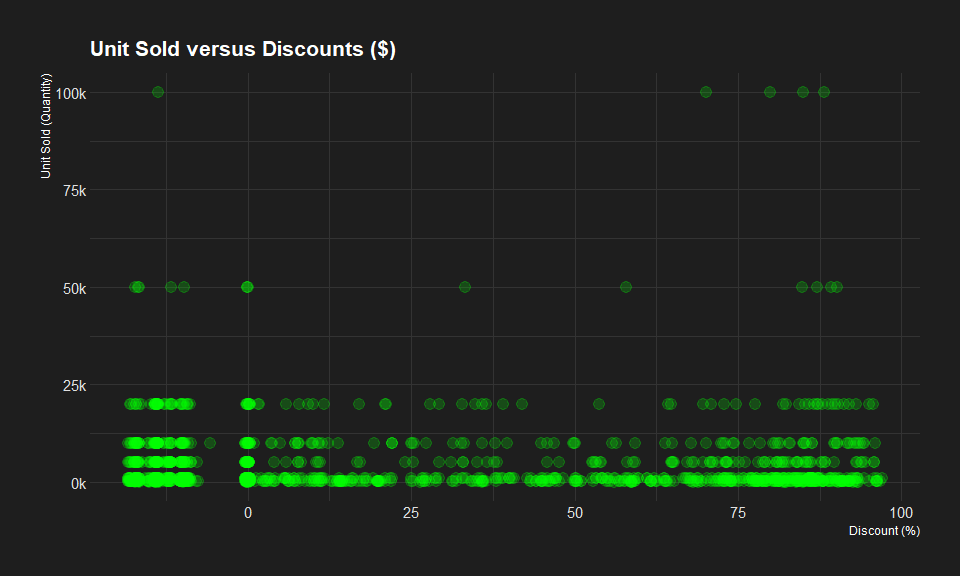 Unit Sold versus Discounts ($)
Unit Sold (Quantity)
100k
75k
50k
25k
0k
0 25 50 75 100
Discount (%)